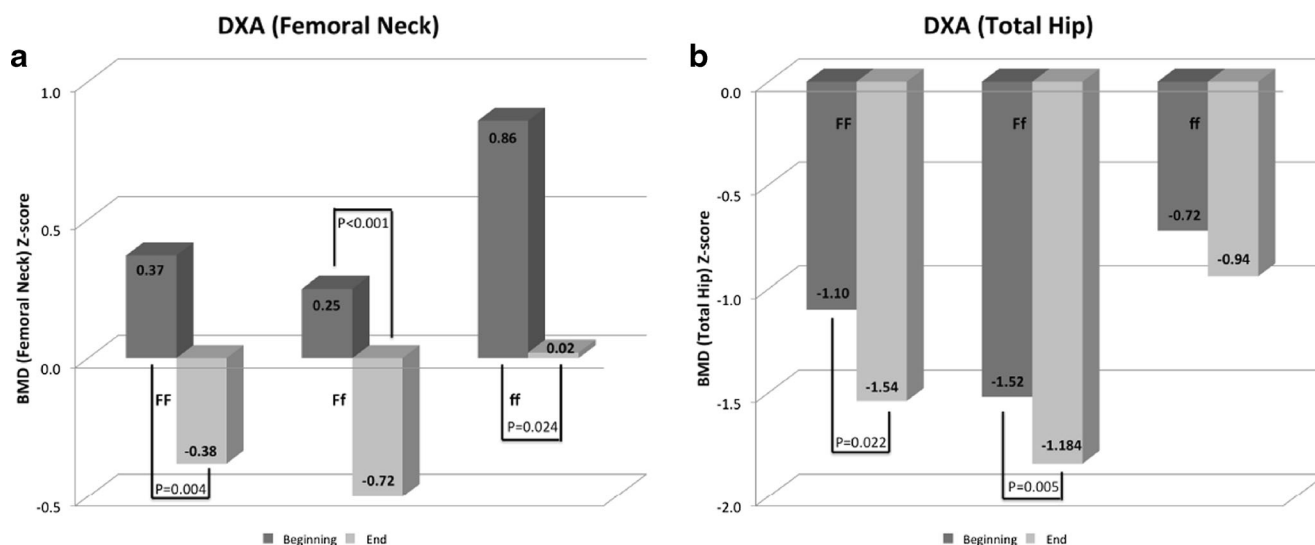 DXA (Femoral Neck)
a
BMD (Femoral Neck) Z-score
1.0
0.5
0.0
-0.5
0.37
0.25
0.86
P<0.001
0.02
FF
Ff
ff
-0.38
-0.72
P=0.004
P=0.024
Beginning
End
DXA (Total Hip)
b
BMD (Total Hip) Z-score
0.0
-0.5
-1.0
-1.5
-2.0
FF
Ff
ff
-0.72
-0.94
-1.10
-1.54
-1.52
-1.184
P=0.022
P=0.005
Beginning
End